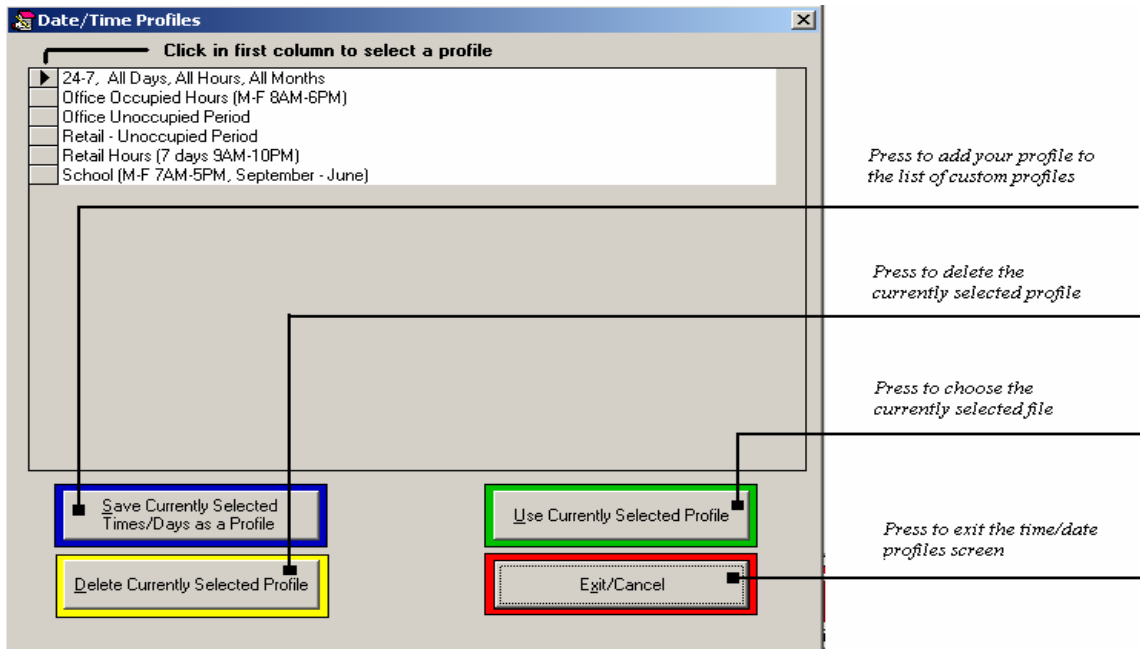 Date/Time Profiles
Click in first column to select a profile
24-7, All Days, All Hours, All Months
Office Occupied Hours (M-F 8AM-6PM)
Office Unoccupied Period
Retail - Unoccupied Period
Retail Hours (7 days 9AM-10PM)
School (M-F 7AM-5PM, September - June)
Press to add your profile to
the list of custom profiles
Press to delete the
currently selected profile
Press to choose the
currently selected file
Save Currently Selected
Times/Days as a Profile
Use Currently Selected Profile
Press to exit the time/date
profiles screen
Delete Currently Selected Profile
Exit/Cancel